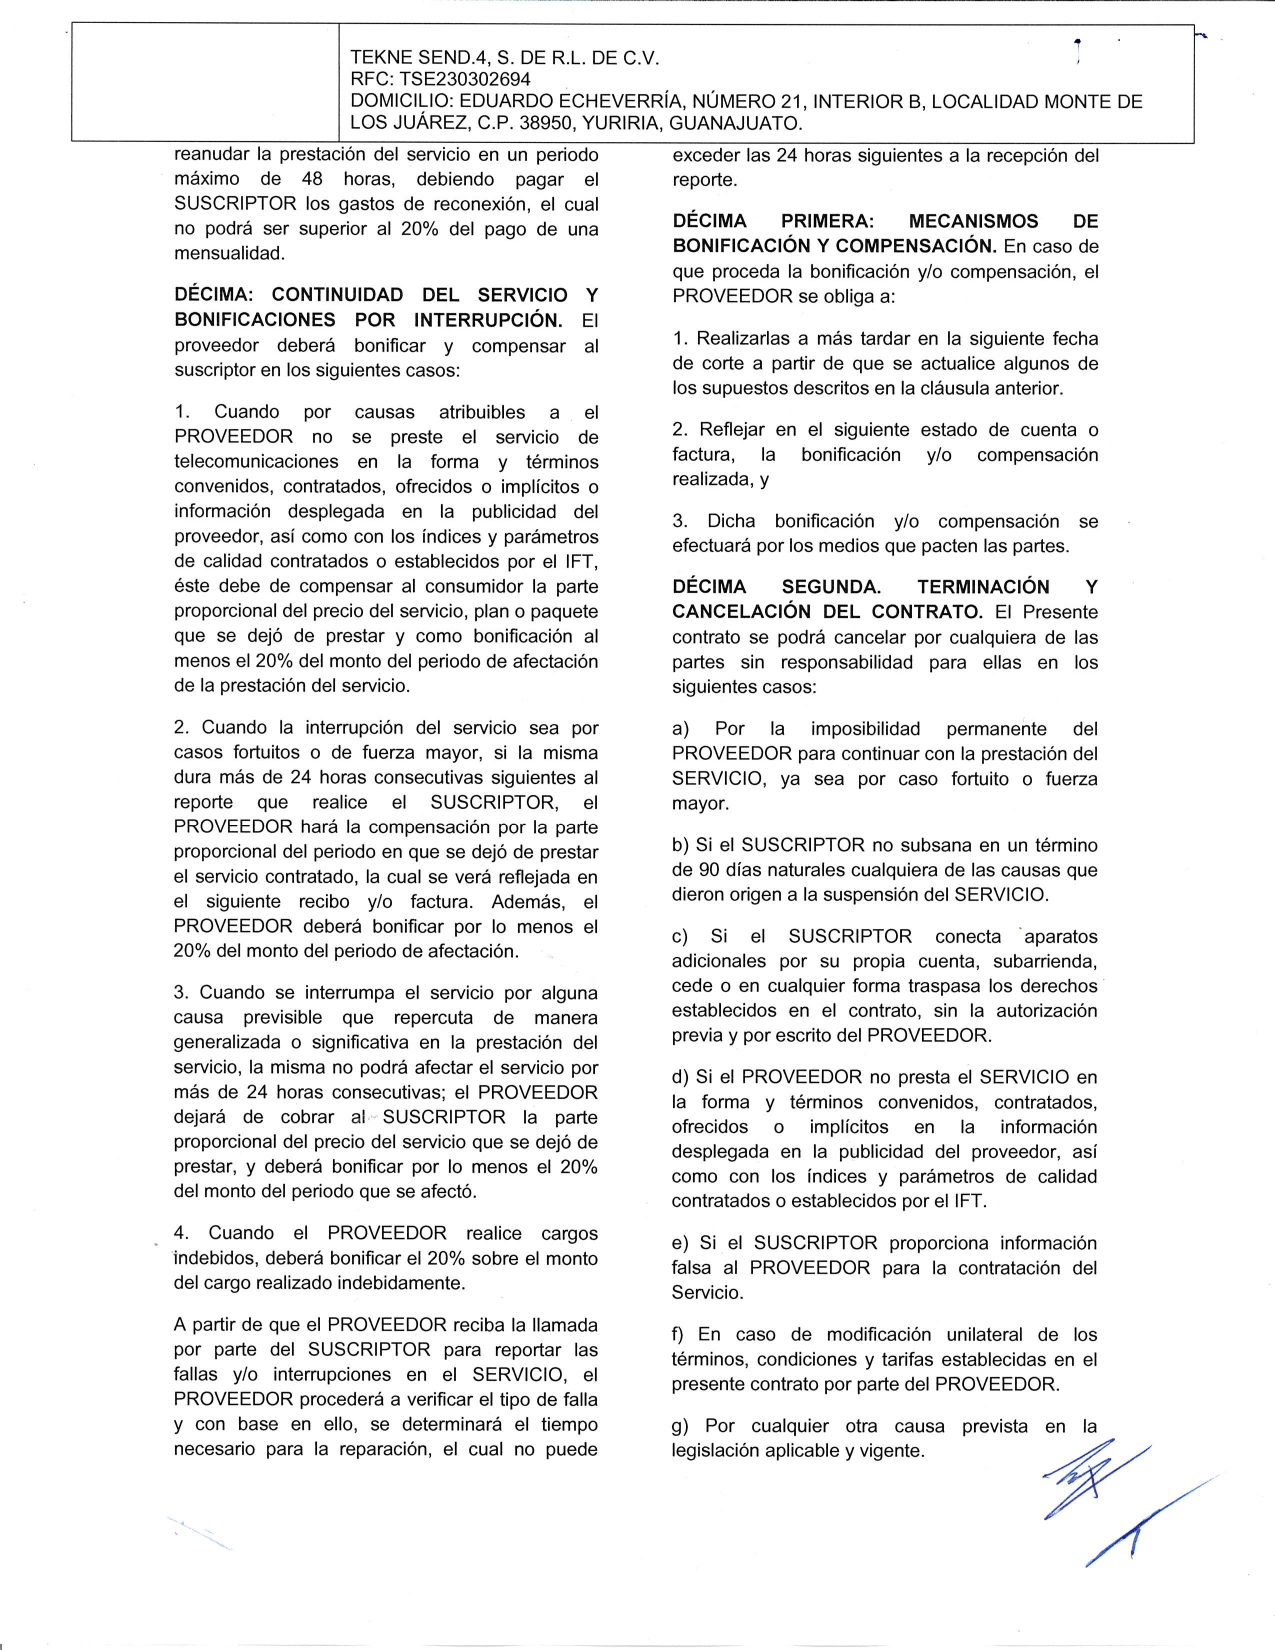 TEKNE SEND.4, S. DE R.L. DE C.V.
RFC: TSE230302694
DOMICILIO: EDUARDO ECHEVERRÍA, NÚMERO 21, INTERIOR B, LOCALIDAD MONTE DE
LOS JUÁREZ, C.P. 38950, YURIRIA, GUANAJUATO.
reanudar la prestación del servicio en un periodo
máximo de 48 horas, debiendo pagar el
SUSCRIPTOR los gastos de reconexión, el cual
no podrá ser superior al 20% del pago de una
mensualidad.
DÉCIMA: CONTINUIDAD DEL SERVICIO Y
BONIFICACIONES POR INTERRUPCIÓN. El
proveedor deberá bonificar y compensar al
suscriptor en los siguientes casos:
1. Cuando por causas atribuibles a el
PROVEEDOR no se preste el servicio de
telecomunicaciones en la forma y términos
convenidos, contratados, ofrecidos o implícitos o
información desplegada en la publicidad del
proveedor, así como con los índices y parámetros
de calidad contratados o establecidos por el IFT,
éste debe de compensar al consumidor la parte
proporcional del precio del servicio, plan o paquete
que se dejó de prestar y como bonificación al
menos el 20% del monto del periodo de afectación
de la prestación del servicio.
2. Cuando la interrupción del servicio sea por
casos fortuitos o de fuerza mayor, si la misma
dura más de 24 horas consecutivas siguientes al
reporte que realice el SUSCRIPTOR, el
PROVEEDOR hará la compensación por la parte
proporcional del periodo en que se dejó de prestar
el servicio contratado, la cual se verá reflejada en
el siguiente recibo y/o factura. Además, el
PROVEEDOR deberá bonificar por lo menos el
20% del monto del periodo de afectación.
3. Cuando se interrumpa el servicio por alguna
causa previsible que repercuta de manera
generalizada o significativa en la prestación del
servicio, la misma no podrá afectar el servicio por
más de 24 horas consecutivas; el PROVEEDOR
dejará de cobrar al SUSCRIPTOR la parte
proporcional del precio del servicio que se dejó de
prestar, y deberá bonificar por lo menos el 20%
del monto del periodo que se afectó.
4. Cuando el PROVEEDOR realice cargos
indebidos, deberá bonificar el 20% sobre el monto
del cargo realizado indebidamente.
A partir de que el PROVEEDOR reciba la llamada
por parte del SUSCRIPTOR para reportar las
fallas y/o interrupciones en el SERVICIO, el
PROVEEDOR procederá a verificar el tipo de falla
y con base en ello, se determinará el tiempo
necesario para la reparación, el cual no puede
exceder las 24 horas siguientes a la recepción del
reporte.
DÉCIMA PRIMERA: MECANISMOS DE
BONIFICACIÓN Y COMPENSACIÓN. En caso de
que proceda la bonificación y/o compensación, el
PROVEEDOR se obliga a:
1. Realizarlas a más tardar en la siguiente fecha
de corte a partir de que se actualice algunos de
los supuestos descritos en la cláusula anterior.
2. Reflejar en el siguiente estado de cuenta o
factura, la bonificación y/o compensación
realizada, y
3. Dicha bonificación y/o compensación se
efectuará por los medios que pacten las partes.
DÉCIMA SEGUNDA. TERMINACIÓN Y
CANCELACIÓN DEL CONTRATO. El Presente
contrato se podrá cancelar por cualquiera de las
partes sin responsabilidad para ellas en los
siguientes casos:
a) Por la imposibilidad permanente del
PROVEEDOR para continuar con la prestación del
SERVICIO, ya sea por caso fortuito o fuerza
mayor.
b) Si el SUSCRIPTOR no subsana en un término
de 90 días naturales cualquiera de las causas que
dieron origen a la suspensión del SERVICIO.
c) Si el SUSCRIPTOR conecta aparatos
adicionales por su propia cuenta, subarrienda,
cede o en cualquier forma traspasa los derechos
establecidos en el contrato, sin la autorización
previa y por escrito del PROVEEDOR.
d) Si el PROVEEDOR no presta el SERVICIO en
la forma y términos convenidos, contratados,
ofrecidos o implícitos en la información
desplegada en la publicidad del proveedor, así
como con los índices y parámetros de calidad
contratados o establecidos por el IFT.
e) Si el SUSCRIPTOR proporciona información
falsa al PROVEEDOR para la contratación del
Servicio.
f) En caso de modificación unilateral de los
términos, condiciones y tarifas establecidas en el
presente contrato por parte del PROVEEDOR.
g) Por cualquier otra causa prevista en la
legislación aplicable y vigente.